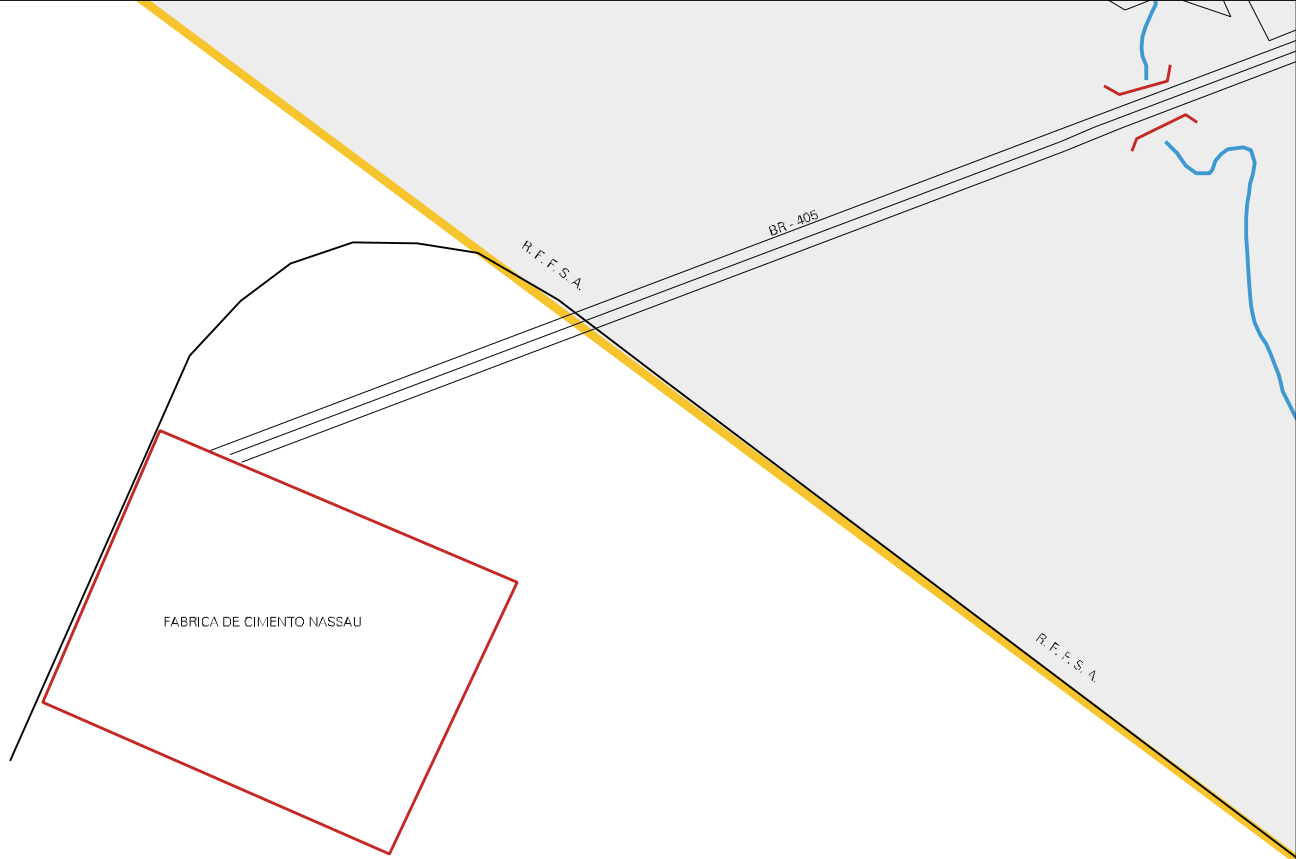 BR - 405
R. F. F. S. A.
FABRICA DE CIMENTO NASSAU
R. F. F. S. A.